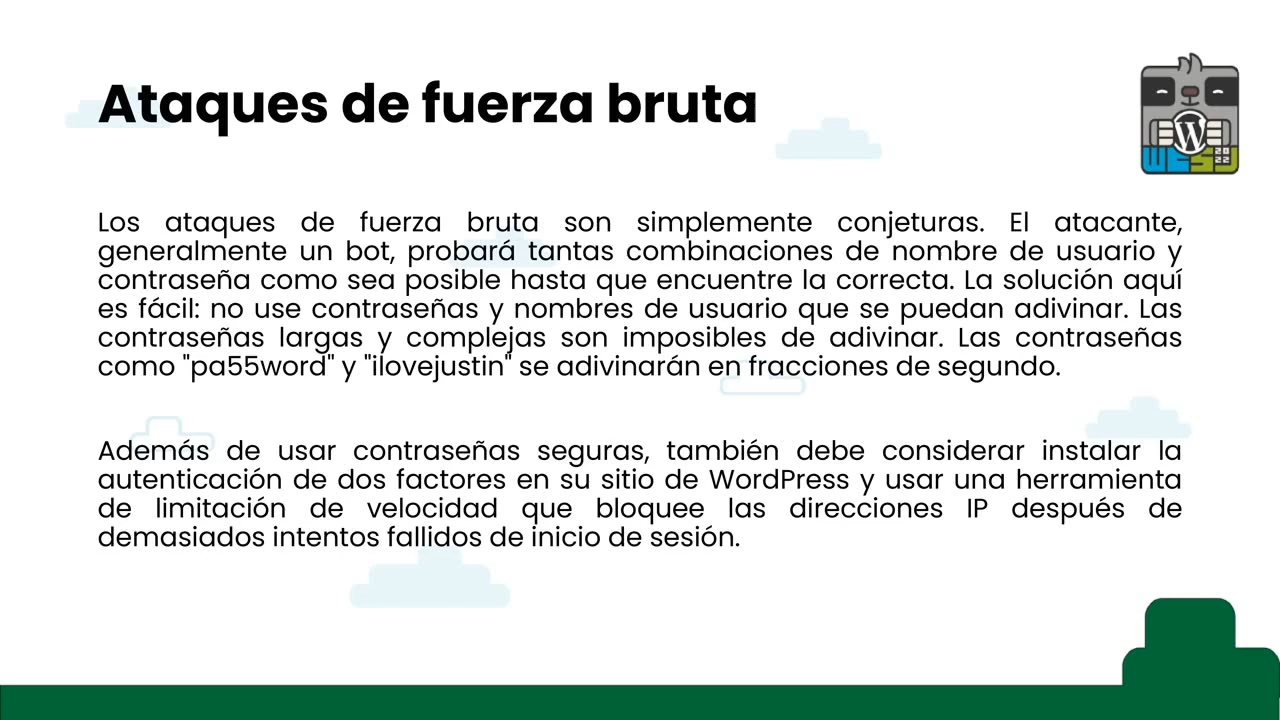 Ataques de fuerza bruta
Los ataques de fuerza bruta son simplemente conjeturas. El atacante,
generalmente un bot, probará tantas combinaciones de nombre de usuario y
contraseña como sea posible hasta que encuentre la correcta. La solución aquí
es fácil: no use contraseñas y nombres de usuario que se puedan adivinar. Las
contraseñas largas y complejas son imposibles de adivinar. Las contraseñas
como "pa55word" y "ilovejustin" se adivinarán en fracciones de segundo.
Además de usar contraseñas seguras, también debe considerar instalar la
autenticación de dos factores en su sitio de WordPress y usar una herramienta
de limitación de velocidad que bloquee las direcciones IP después de
demasiados intentos fallidos de inicio de sesión.